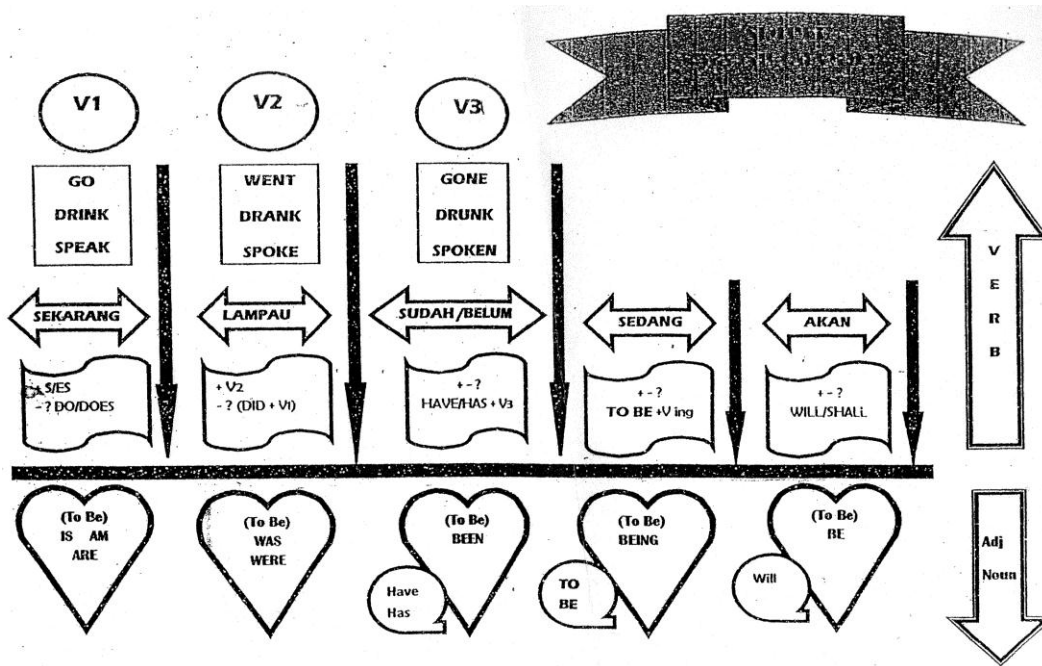 V1
V2
V3
GO
DRINK
SPEAK
WENT
DRANK
SPOKE
GONE
DRUNK
SPOKEN
SEKARANG
LAMPAU
SUDAH/BELUM
SEDANG
AKAN
+ S/ES
- ? DO/DOES
+ V2
- ? (DID + V1)
+ - ?
HAVE/HAS + V3
+ - ?
TO BE +V ing
+ - ?
WILL/SHALL
V
E
R
B
(To Be)
IS AM
ARE
(To Be)
WAS
WERE
(To Be)
BEEN
Have
Has
(To Be)
BEING
TO
BE
(To Be)
BE
Will
Adj
Noun